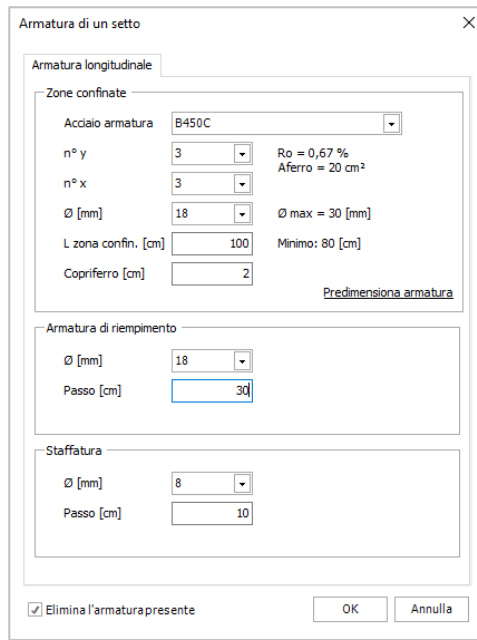 Armatura di un setto
Armatura longitudinale
Zone confinate
Acciaio armatura B450C
n° y 3 Ro = 0,67 %
Aferro = 20 cm²
n° x 3
Ø [mm] 18 Ø max = 30 [mm]
L zona confin. [cm] 100 Minimo: 80 [cm]
Copriferro [cm] 2
Predimensiona armatura
Armatura di riempimento
Ø [mm] 18
Passo [cm] 30
Staffatura
Ø [mm] 8
Passo [cm] 10
Elimina l'armatura presente OK Annulla